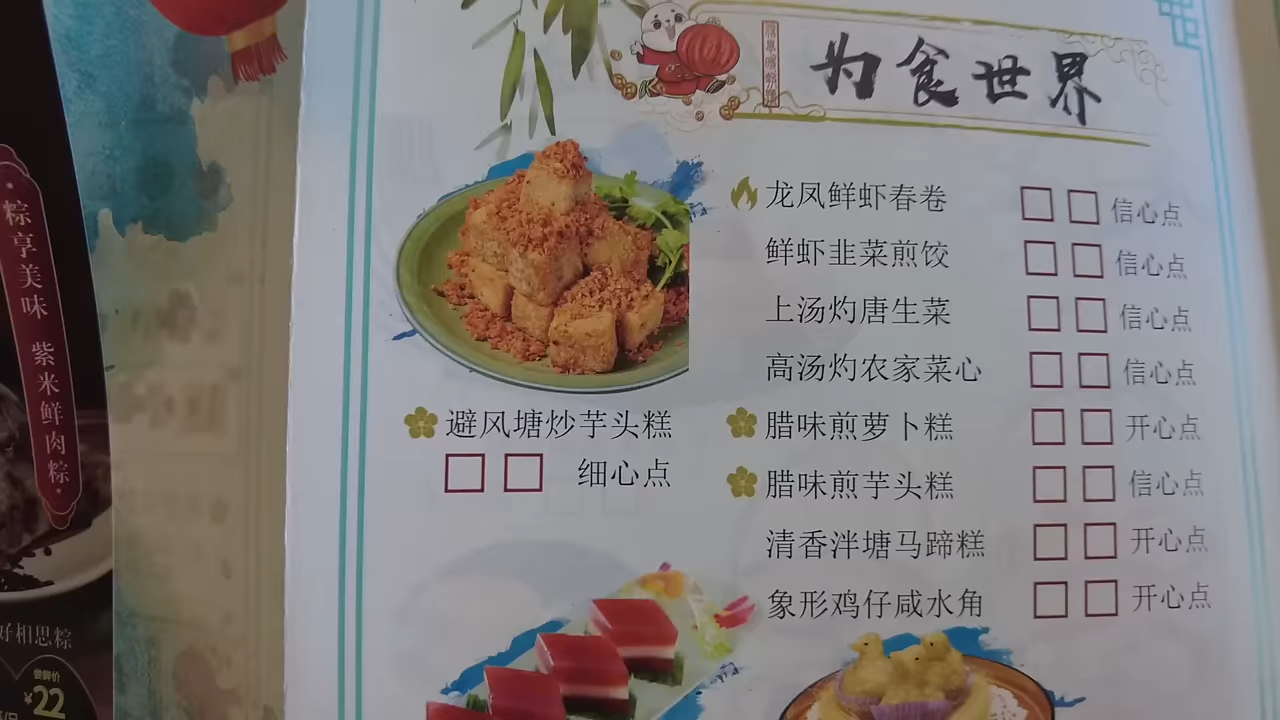 为食世界
龙凤鲜虾春卷 信心点
鲜虾韭菜煎饺 信心点
上汤灼唐生菜 信心点
高汤灼农家菜心 信心点
腊味煎萝卜糕 开心点
腊味煎芋头糕 信心点
清香泮塘马蹄糕 开心点
象形鸡仔咸水角 开心点
避风塘炒芋头糕
细心点
粽享美味 紫米鲜肉粽
好相思粽
尝鲜价
¥22